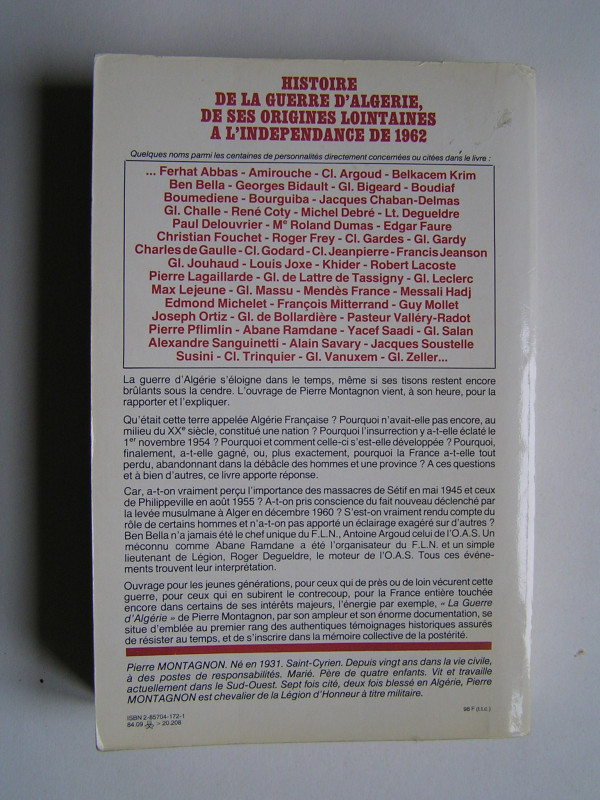 HISTOIRE
DE LA GUERRE D'ALGERIE,
DE SES ORIGINES LOINTAINES
A L'INDEPENDANCE DE 1962
Quelques noms parmi les centaines de personnalités directement concernées ou citées dans le livre :
... Ferhat Abbas - Amirouche - Cl. Argoud - Belkacem Krim
Ben Bella - Georges Bidault - Gl. Bigeard - Boudiaf
Boumediene - Bourguiba - Jacques Chaban-Delmas
Gl. Challe - René Coty - Michel Debré - Lt. Degueldre
Paul Delouvrier - Me Roland Dumas - Edgar Faure
Christian Fouchet - Roger Frey - Cl. Gardes - Gl. Gardy
Charles de Gaulle - Cl. Godard - Cl. Jeanpierre - Francis Jeanson
Gl. Jouhaud - Louis Joxe - Khider - Robert Lacoste
Pierre Lagaillarde - Gl. de Lattre de Tassigny - Gl. Leclerc
Max Lejeune - Gl. Massu - Mendès France - Messali Hadj
Edmond Michelet - François Mitterrand - Guy Mollet
Joseph Ortiz - Gl. de Bollardière - Pasteur Valléry-Radot
Pierre Pflimlin - Abane Ramdane - Yacef Saadi - Gl. Salan
Alexandre Sanguinetti - Alain Savary - Jacques Soustelle
Susini - Cl. Trinquier - Gl. Vanuxem - Gl. Zeller...
La guerre d'Algérie s'éloigne dans le temps, même si ses tisons restent encore
brûlants sous la cendre. L'ouvrage de Pierre Montagnon vient, à son heure, pour la
rapporter et l'expliquer.
Qu'était cette terre appelée Algérie Française ? Pourquoi n'avait-elle pas encore, au
milieu du XXe siècle, constitué une nation ? Pourquoi l'insurrection y a-t-elle éclaté le
1er novembre 1954 ? Pourquoi et comment celle-ci s'est-elle développée ? Pourquoi,
finalement, a-t-elle gagné, ou, plus exactement, pourquoi la France a-t-elle tout
perdu, abandonnant dans la débâcle des hommes et une province ? A ces questions
et à bien d'autres, ce livre apporte réponse.
Car, a-t-on vraiment perçu l'importance des massacres de Sétif en mai 1945 et ceux
de Philippeville en août 1955 ? A-t-on pris conscience du fait nouveau déclenché par
la levée musulmane à Alger en décembre 1960 ? S'est-on vraiment rendu compte du
rôle de certains hommes et n'a-t-on pas apporté un éclairage exagéré sur d'autres ?
Ben Bella n'a jamais été le chef unique du F.L.N., Antoine Argoud celui de l'O.A.S. Un
méconnu comme Abane Ramdane a été l'organisateur du F.L.N. et un simple
lieutenant de Légion, Roger Degueldre, le moteur de l'O.A.S. Tous ces événe-
ments trouvent leur interprétation.
Ouvrage pour les jeunes générations, pour ceux qui de près ou de loin vécurent cette
guerre, pour ceux qui en subirent le contrecoup, pour la France entière touchée
encore dans certains de ses intérêts majeurs, l'énergie par exemple, « La Guerre
d'Algérie » de Pierre Montagnon, par son ampleur et son énorme documentation, se
situe d'emblée au premier rang des authentiques témoignages historiques assurés
de résister au temps, et de s'inscrire dans la mémoire collective de la postérité.
Pierre MONTAGNON. Né en 1931. Saint-Cyrien. Depuis vingt ans dans la vie civile,
à des postes de responsabilités. Marié. Père de quatre enfants. Vit et travaille
actuellement dans le Sud-Ouest. Sept fois cité, deux fois blessé en Algérie, Pierre
MONTAGNON est chevalier de la Légion d'Honneur à titre militaire.
ISBN 2-85704-172-1
84.09 > 20.208
98 F (t.t.c.)